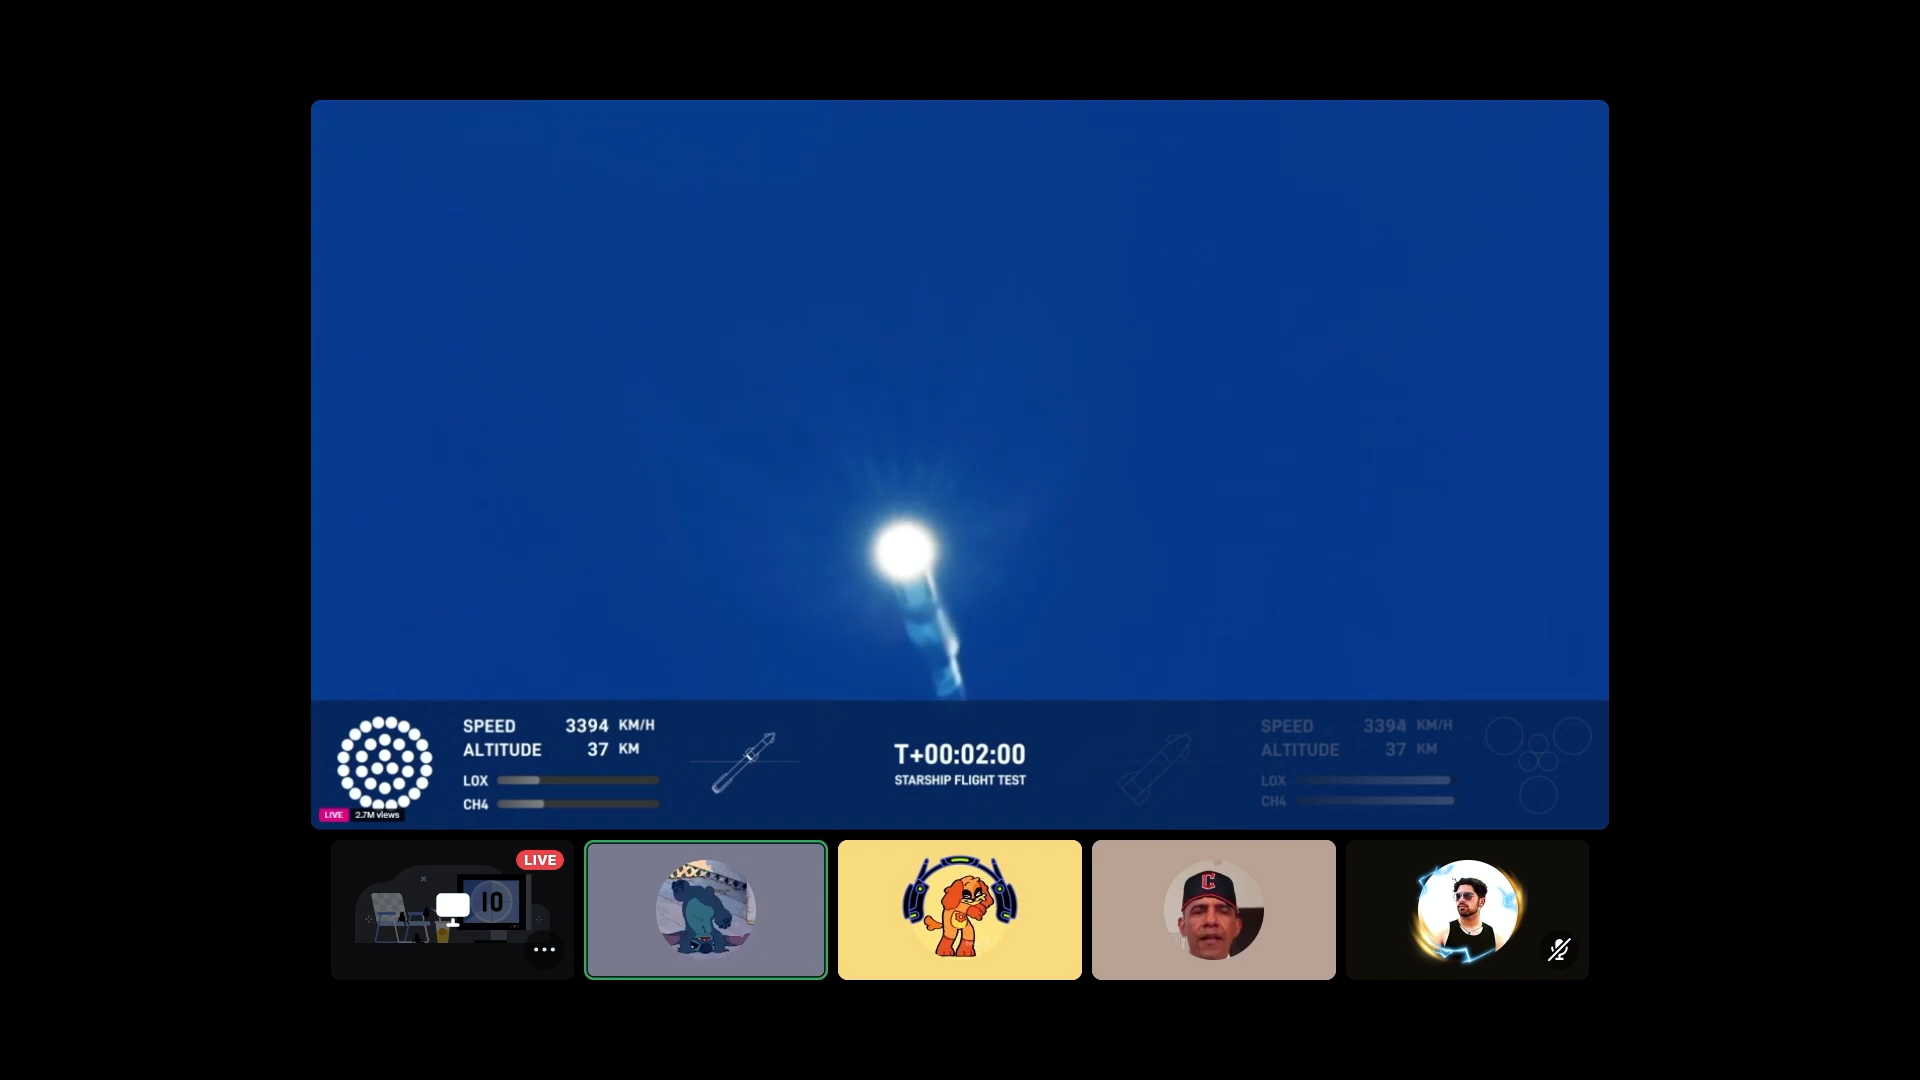 SPEED 3394 KM/H
ALTITUDE 37 KM
LOX
CH4
LIVE 2.7M views
T+00:02:00
STARSHIP FLIGHT TEST
SPEED 3394 KM/H
ALTITUDE 37 KM
LOX
CH4
LIVE
10
C